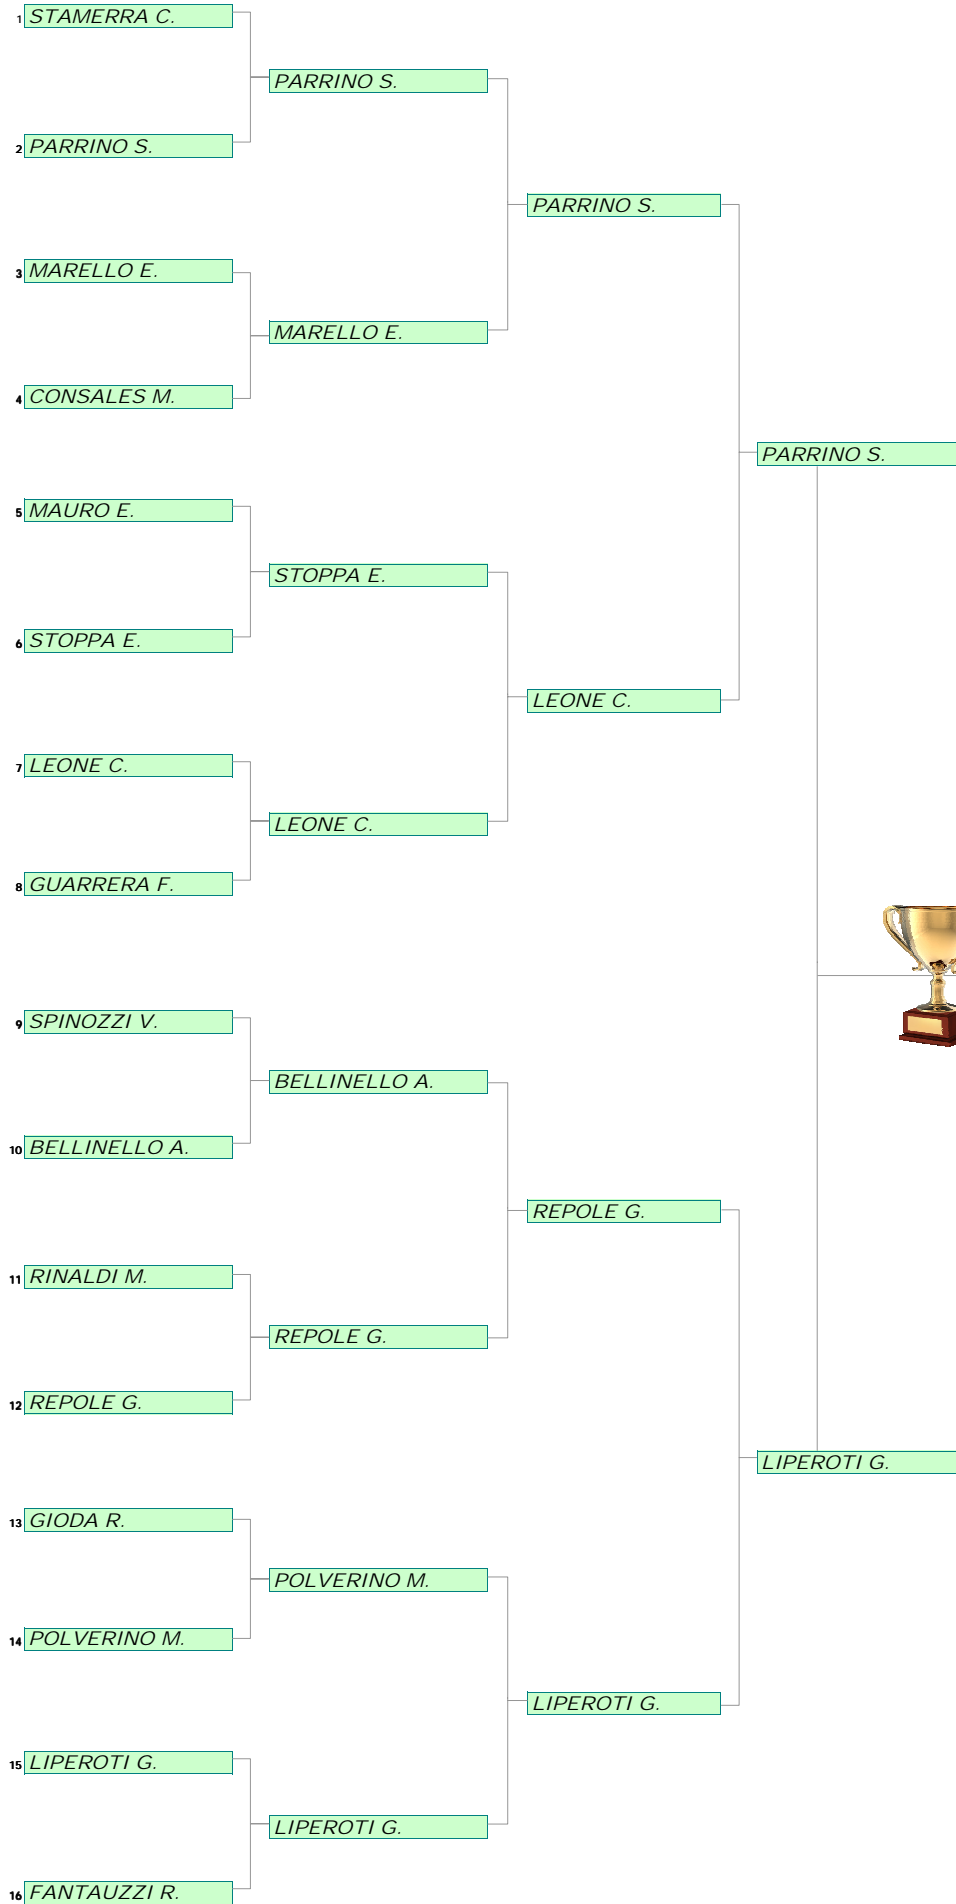 1 STAMERRA C.
PARRINO S.
2 PARRINO S.
PARRINO S.
3 MARELLO E.
MARELLO E.
4 CONSALES M.
PARRINO S.
5 MAURO E.
STOPPA E.
6 STOPPA E.
LEONE C.
7 LEONE C.
LEONE C.
8 GUARRERA F.
9 SPINOZZI V.
BELLINELLO A.
10 BELLINELLO A.
REPOLE G.
11 RINALDI M.
REPOLE G.
12 REPOLE G.
LIPEROTI G.
13 GIODA R.
POLVERINO M.
14 POLVERINO M.
LIPEROTI G.
15 LIPEROTI G.
LIPEROTI G.
16 FANTAUZZI R.